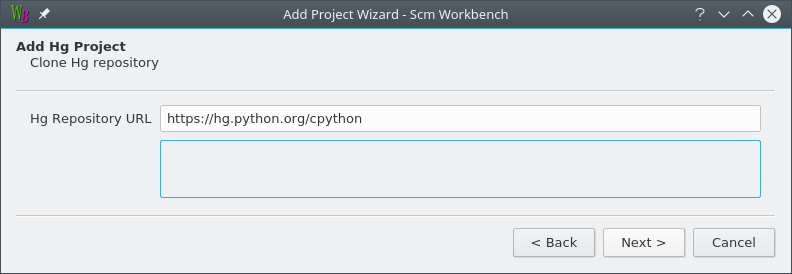 Add Project Wizard - Scm Workbench
Add Hg Project
Clone Hg repository
Hg Repository URL https://hg.python.org/cpython
< Back Next > Cancel